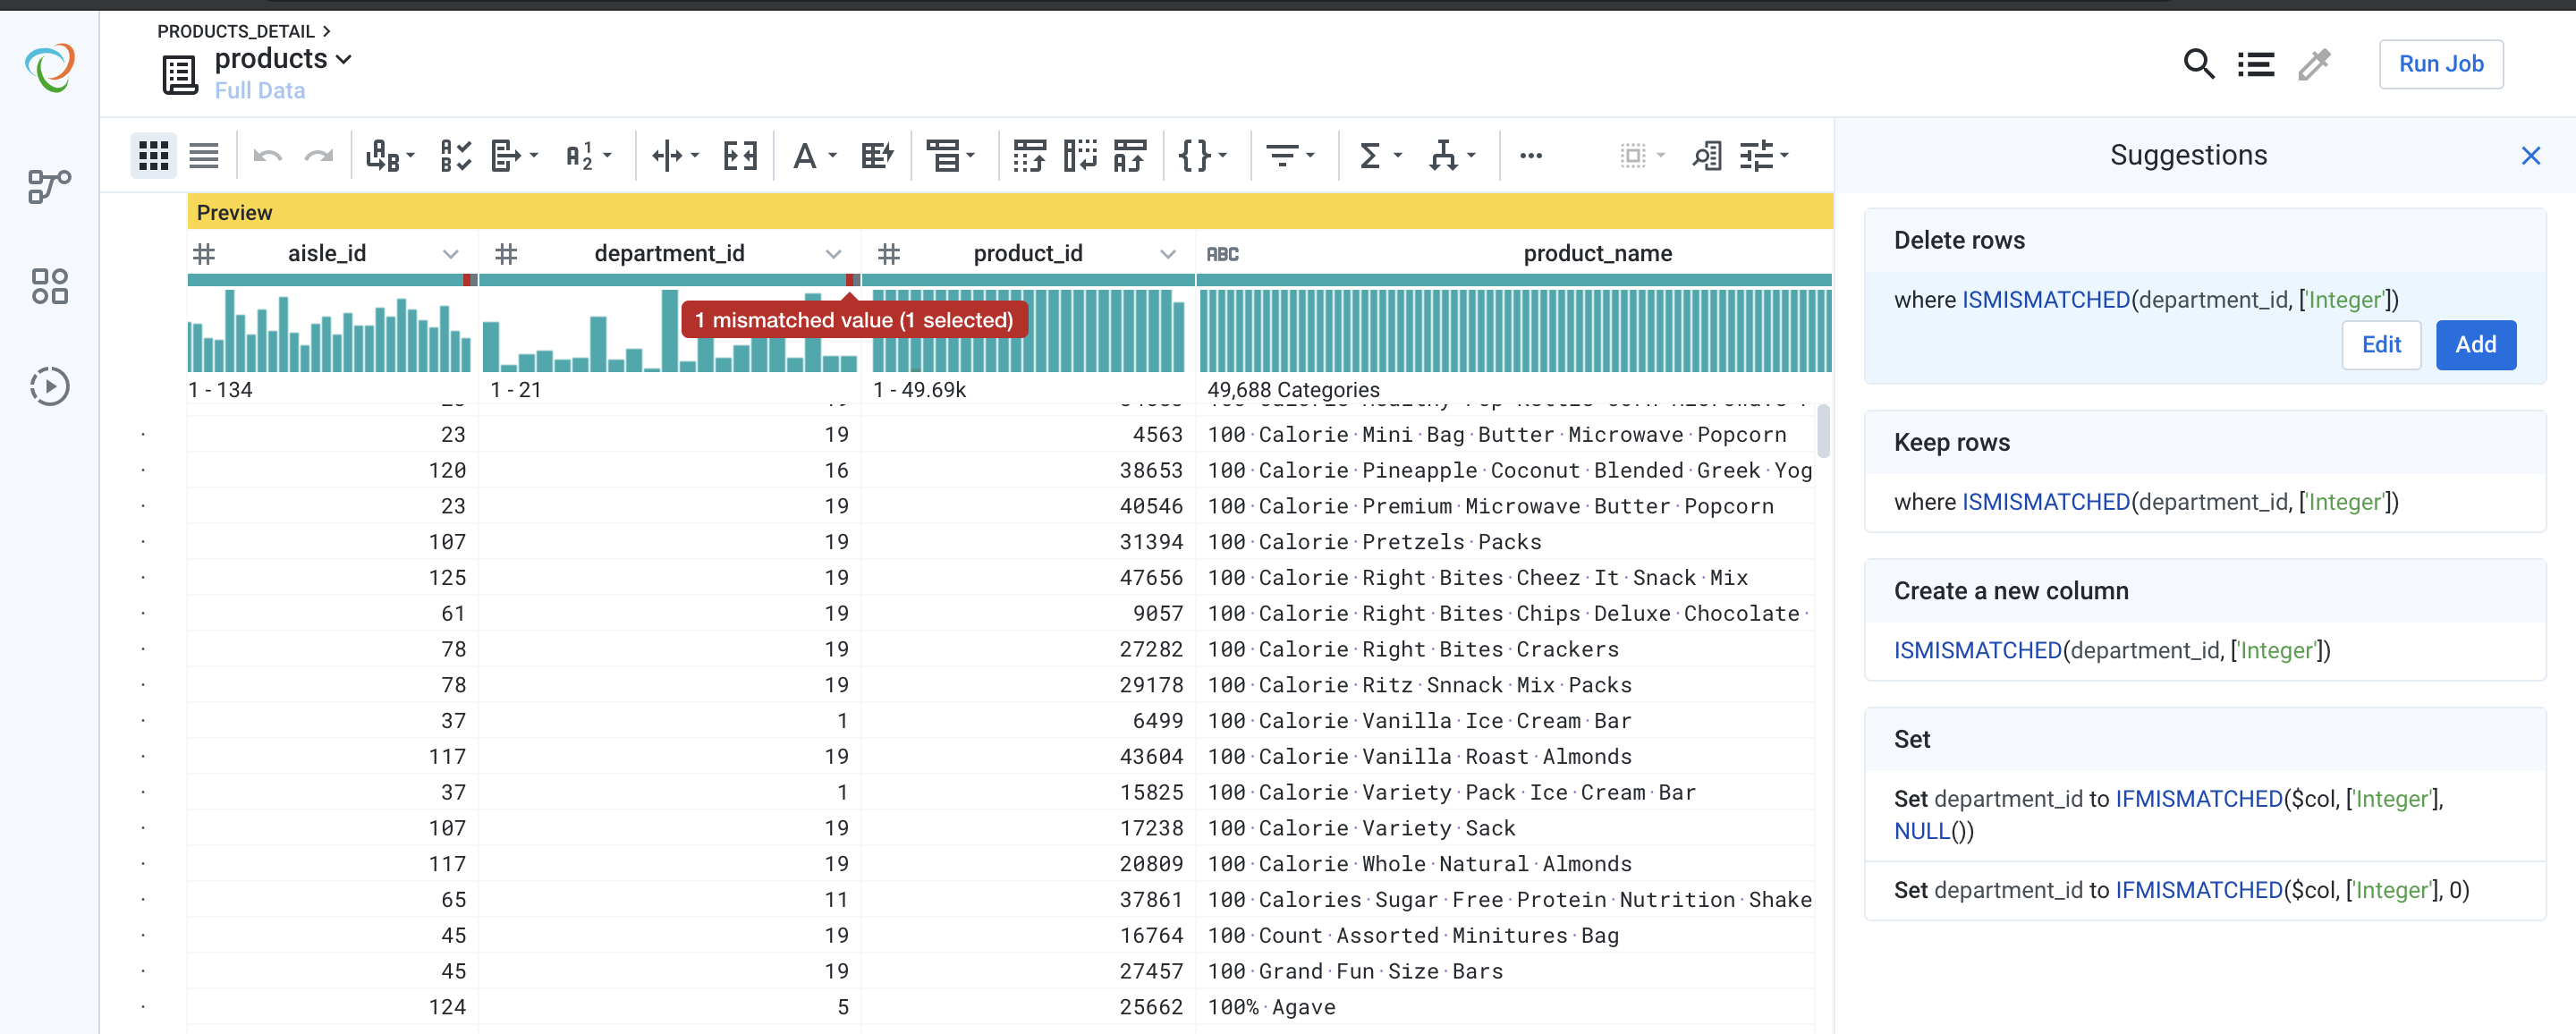 PRODUCTS_DETAIL >
products
Full Data
Run Job
Suggestions
Preview
# aisle_id
# department_id
# product_id
ABC product_name
1 mismatched value (1 selected)
1 - 134
1 - 21
1 - 49.69k
49,688 Categories
23 19 4563 100·Calorie·Mini·Bag·Butter·Microwave·Popcorn
120 16 38653 100·Calorie·Pineapple·Coconut·Blended·Greek·Yog
23 19 40546 100·Calorie·Premium·Microwave·Butter·Popcorn
107 19 31394 100·Calorie·Pretzels·Packs
125 19 47656 100·Calorie·Right·Bites·Cheez·It·Snack·Mix
61 19 9057 100·Calorie·Right·Bites·Chips·Deluxe·Chocolate·
78 19 27282 100·Calorie·Right·Bites·Crackers
78 19 29178 100·Calorie·Ritz·Snnack·Mix·Packs
37 1 6499 100·Calorie·Vanilla·Ice·Cream·Bar
117 19 43604 100·Calorie·Vanilla·Roast·Almonds
37 1 15825 100·Calorie·Variety·Pack·Ice·Cream·Bar
107 19 17238 100·Calorie·Variety·Sack
117 19 20809 100·Calorie·Whole·Natural·Almonds
65 11 37861 100·Calories·Sugar·Free·Protein·Nutrition·Shake
45 19 16764 100·Count·Assorted·Minitures·Bag
45 19 27457 100·Grand·Fun·Size·Bars
124 5 25662 100%·Agave
Delete rows
where ISMISMATCHED(department_id, ['Integer'])
Edit
Add
Keep rows
where ISMISMATCHED(department_id, ['Integer'])
Create a new column
ISMISMATCHED(department_id, ['Integer'])
Set
Set department_id to IFMISMATCHED($col, ['Integer'],
NULL())
Set department_id to IFMISMATCHED($col, ['Integer'], 0)